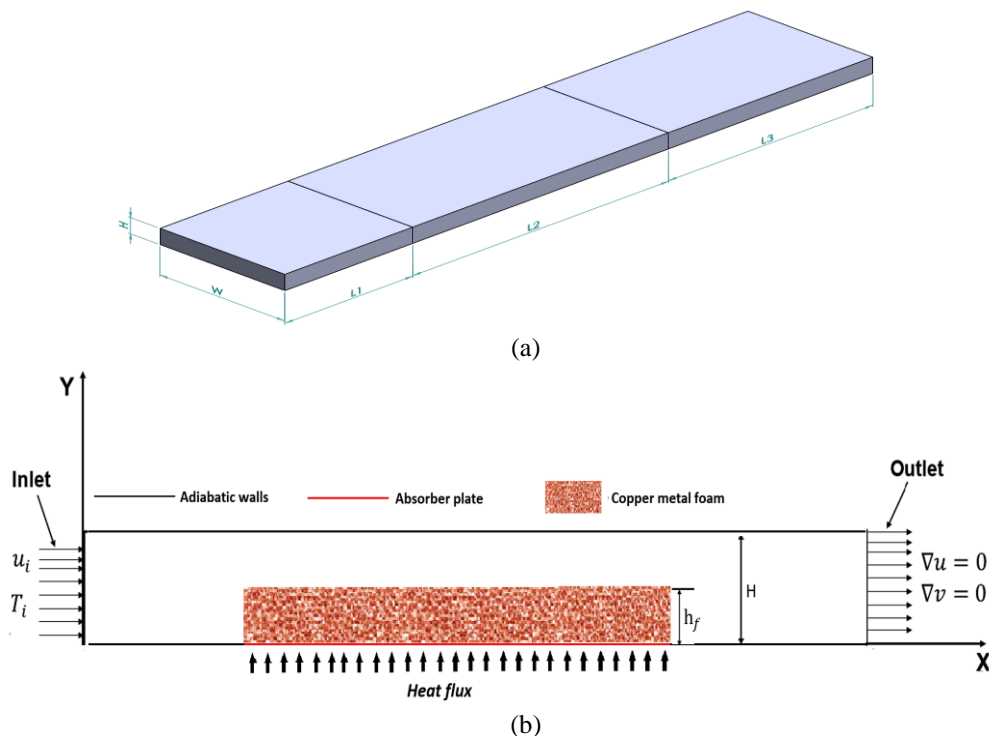 H
W
L1
L2
L3
(a)
Y
Inlet
Outlet
Adiabatic walls
Absorber plate
Copper metal foam
u_i
T_i
H
h_f
∇u = 0
∇v = 0
X
Heat flux
(b)